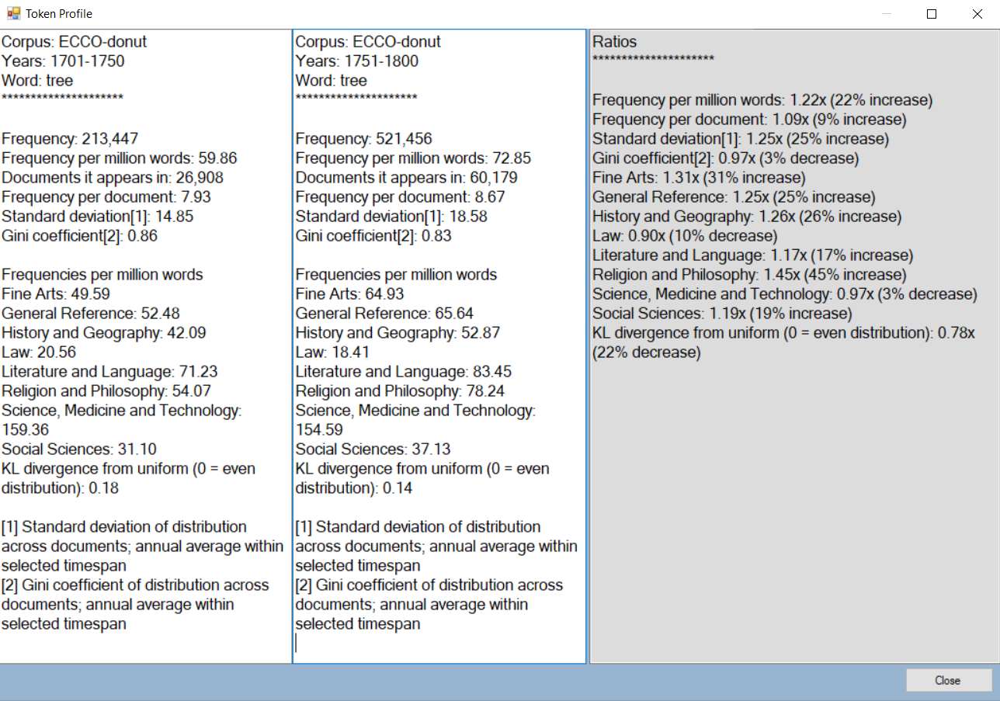 Token Profile
Corpus: ECCO-donut
Years: 1701-1750
Word: tree
*********************
Frequency: 213,447
Frequency per million words: 59.86
Documents it appears in: 26,908
Frequency per document: 7.93
Standard deviation[1]: 14.85
Gini coefficient[2]: 0.86
Frequencies per million words
Fine Arts: 49.59
General Reference: 52.48
History and Geography: 42.09
Law: 20.56
Literature and Language: 71.23
Religion and Philosophy: 54.07
Science, Medicine and Technology:
159.36
Social Sciences: 31.10
KL divergence from uniform (0 = even
distribution): 0.18
[1] Standard deviation of distribution
across documents; annual average within
selected timespan
[2] Gini coefficient of distribution across
documents; annual average within
selected timespan
Corpus: ECCO-donut
Years: 1751-1800
Word: tree
*********************
Frequency: 521,456
Frequency per million words: 72.85
Documents it appears in: 60,179
Frequency per document: 8.67
Standard deviation[1]: 18.58
Gini coefficient[2]: 0.83
Frequencies per million words
Fine Arts: 64.93
General Reference: 65.64
History and Geography: 52.87
Law: 18.41
Literature and Language: 83.45
Religion and Philosophy: 78.24
Science, Medicine and Technology:
154.59
Social Sciences: 37.13
KL divergence from uniform (0 = even
distribution): 0.14
[1] Standard deviation of distribution
across documents; annual average within
selected timespan
[2] Gini coefficient of distribution across
documents; annual average within
selected timespan
Ratios
*********************
Frequency per million words: 1.22x (22% increase)
Frequency per document: 1.09x (9% increase)
Standard deviation[1]: 1.25x (25% increase)
Gini coefficient[2]: 0.97x (3% decrease)
Fine Arts: 1.31x (31% increase)
General Reference: 1.25x (25% increase)
History and Geography: 1.26x (26% increase)
Law: 0.90x (10% decrease)
Literature and Language: 1.17x (17% increase)
Religion and Philosophy: 1.45x (45% increase)
Science, Medicine and Technology: 0.97x (3% decrease)
Social Sciences: 1.19x (19% increase)
KL divergence from uniform (0 = even distribution): 0.78x
(22% decrease)
Close